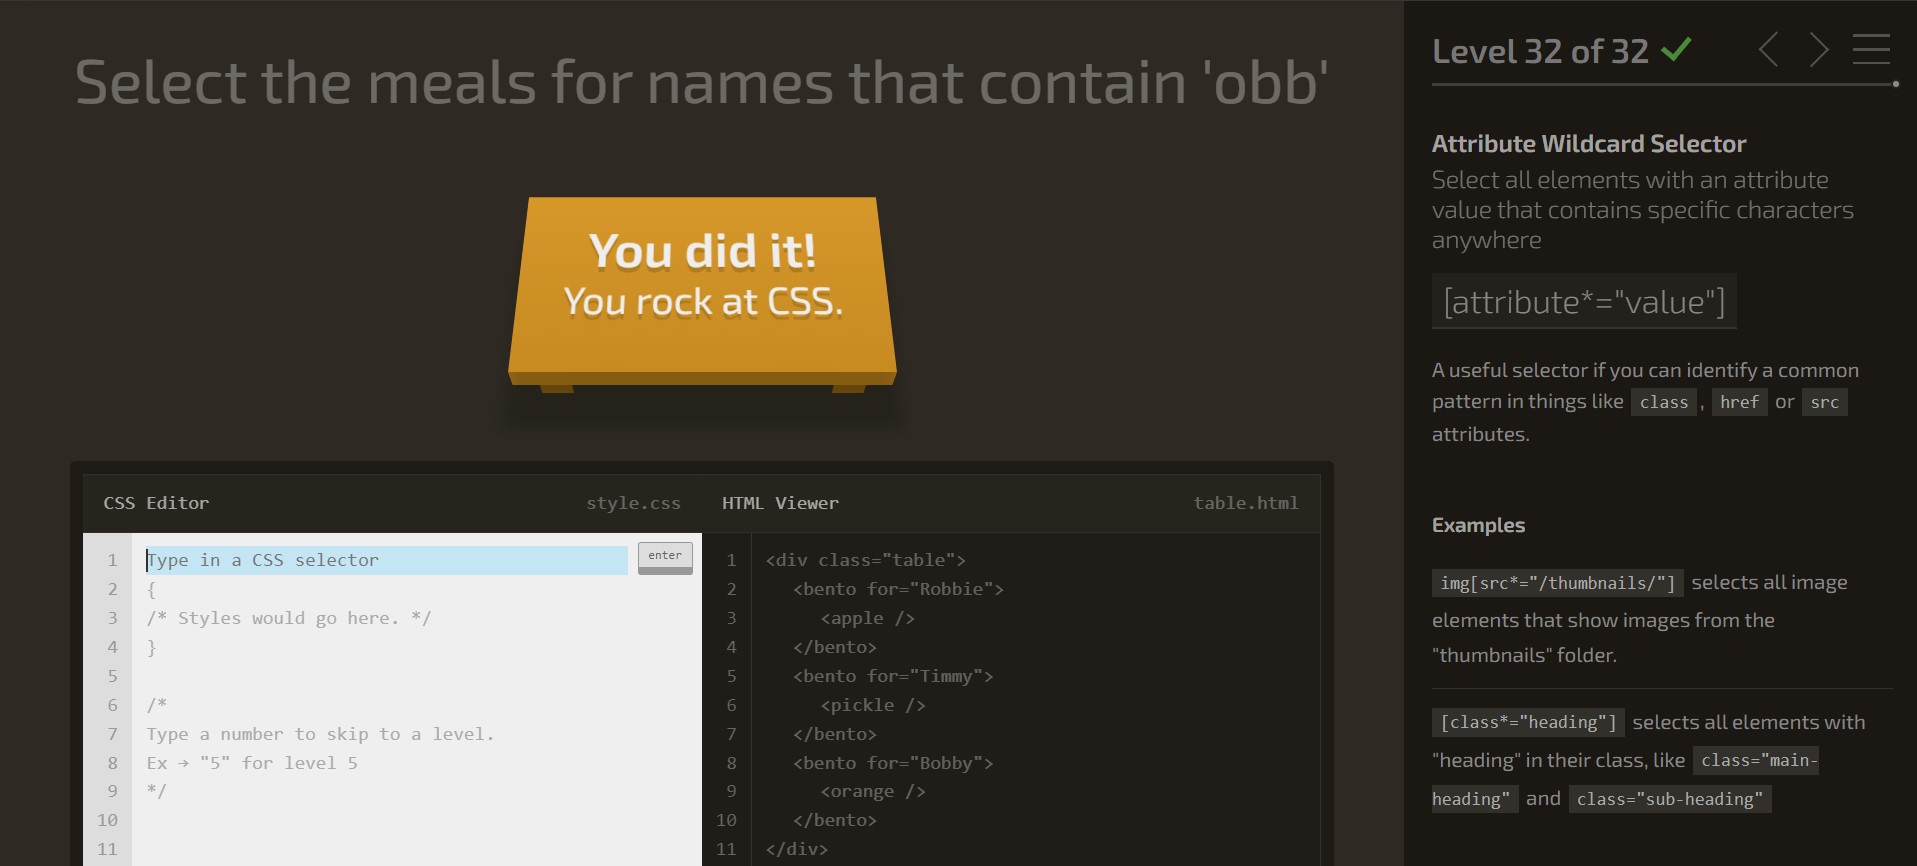 Select the meals for names that contain 'obb'
You did it!
You rock at CSS.
CSS Editor style.css
1 Type in a CSS selector enter
2 {
3 /* Styles would go here. */
4 }
5
6 /*
7 Type a number to skip to a level.
8 Ex → "5" for level 5
9 */
10
11
HTML Viewer table.html
1 <div class="table">
2 <bento for="Robbie">
3 <apple />
4 </bento>
5 <bento for="Timmy">
6 <pickle />
7 </bento>
8 <bento for="Bobby">
9 <orange />
10 </bento>
11 </div>
Level 32 of 32
Attribute Wildcard Selector
Select all elements with an attribute
value that contains specific characters
anywhere
[attribute*="value"]
A useful selector if you can identify a common
pattern in things like class , href or src
attributes.
Examples
img[src*="/thumbnails/"] selects all image
elements that show images from the
"thumbnails" folder.
[class*="heading"] selects all elements with
"heading" in their class, like class="main-
heading" and class="sub-heading"